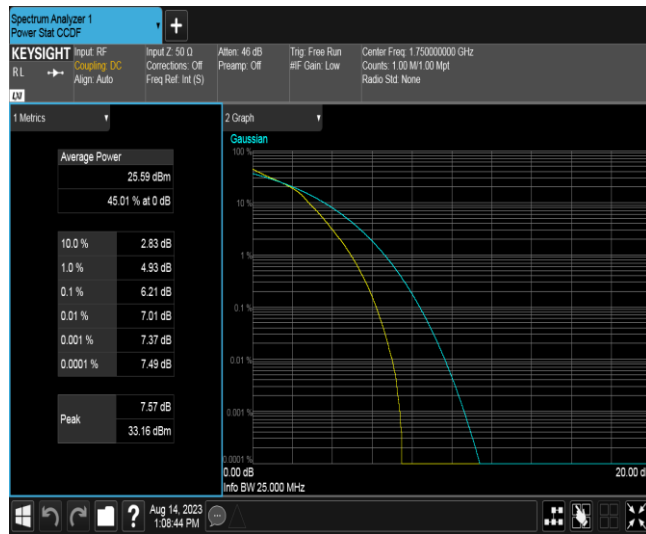 Spectrum Analyzer 1
Power Stat CCDF
+
KEYSIGHT
RL
LXI
Input: RF
Coupling: DC
Align: Auto
Input Z: 50 Ω
Corrections: Off
Freq Ref: Int (S)
Atten: 46 dB
Preamp: Off
Trig: Free Run
#IF Gain: Low
Center Freq: 1.750000000 GHz
Counts: 1.00 M/1.00 Mpt
Radio Std: None
1 Metrics
Average Power
25.59 dBm
45.01 % at 0 dB
10.0 % 2.83 dB
1.0 % 4.93 dB
0.1 % 6.21 dB
0.01 % 7.01 dB
0.001 % 7.37 dB
0.0001 % 7.49 dB
Peak
7.57 dB
33.16 dBm
2 Graph
Gaussian
100 %
10 %
1 %
0.1 %
0.01 %
0.001 %
0.0001 %
0.00 dB
20.00 d
Info BW 25.000 MHz
?
Aug 14, 2023
1:08:44 PM